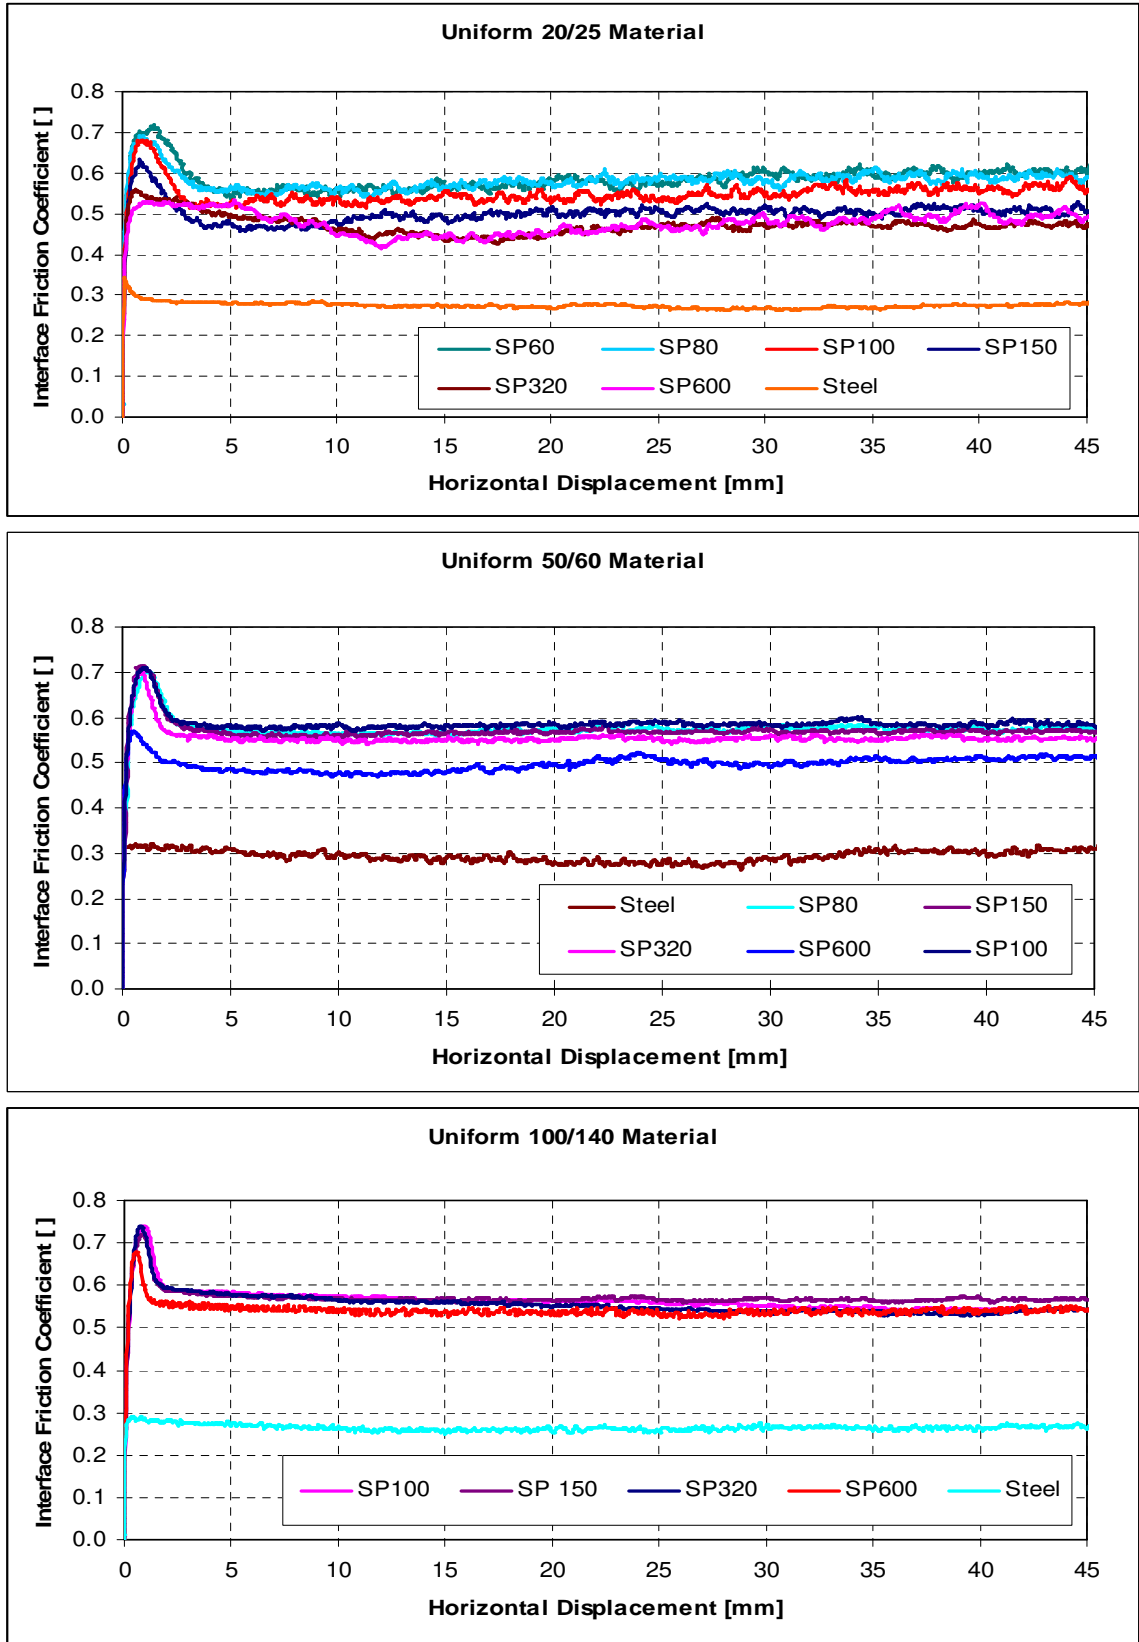 Uniform 20/25 Material
Interface Friction Coefficient [ ]
0.8
0.7
0.6
0.5
0.4
0.3
0.2
0.1
0.0
SP60 SP80 SP100 SP150
SP320 SP600 Steel
0 5 10 15 20 25 30 35 40 45
Horizontal Displacement [mm]
Uniform 50/60 Material
Interface Friction Coefficient [ ]
0.8
0.7
0.6
0.5
0.4
0.3
0.2
0.1
0.0
Steel SP80 SP150
SP320 SP600 SP100
0 5 10 15 20 25 30 35 40 45
Horizontal Displacement [mm]
Uniform 100/140 Material
Interface Friction Coefficient [ ]
0.8
0.7
0.6
0.5
0.4
0.3
0.2
0.1
0.0
SP100 SP 150 SP320 SP600 Steel
0 5 10 15 20 25 30 35 40 45
Horizontal Displacement [mm]